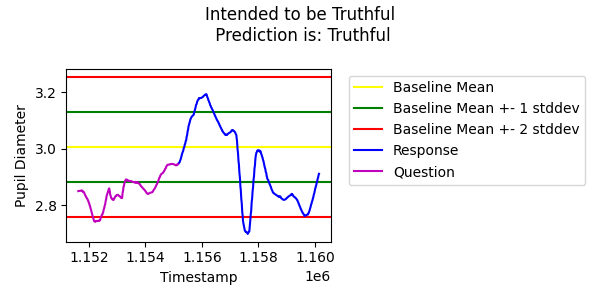 Intended to be Truthful
Prediction is: Truthful
Pupil Diameter
3.2
3.0
2.8
1.152 1.154 1.156 1.158 1.160
1e6
Timestamp
Baseline Mean
Baseline Mean +- 1 stddev
Baseline Mean +- 2 stddev
Response
Question